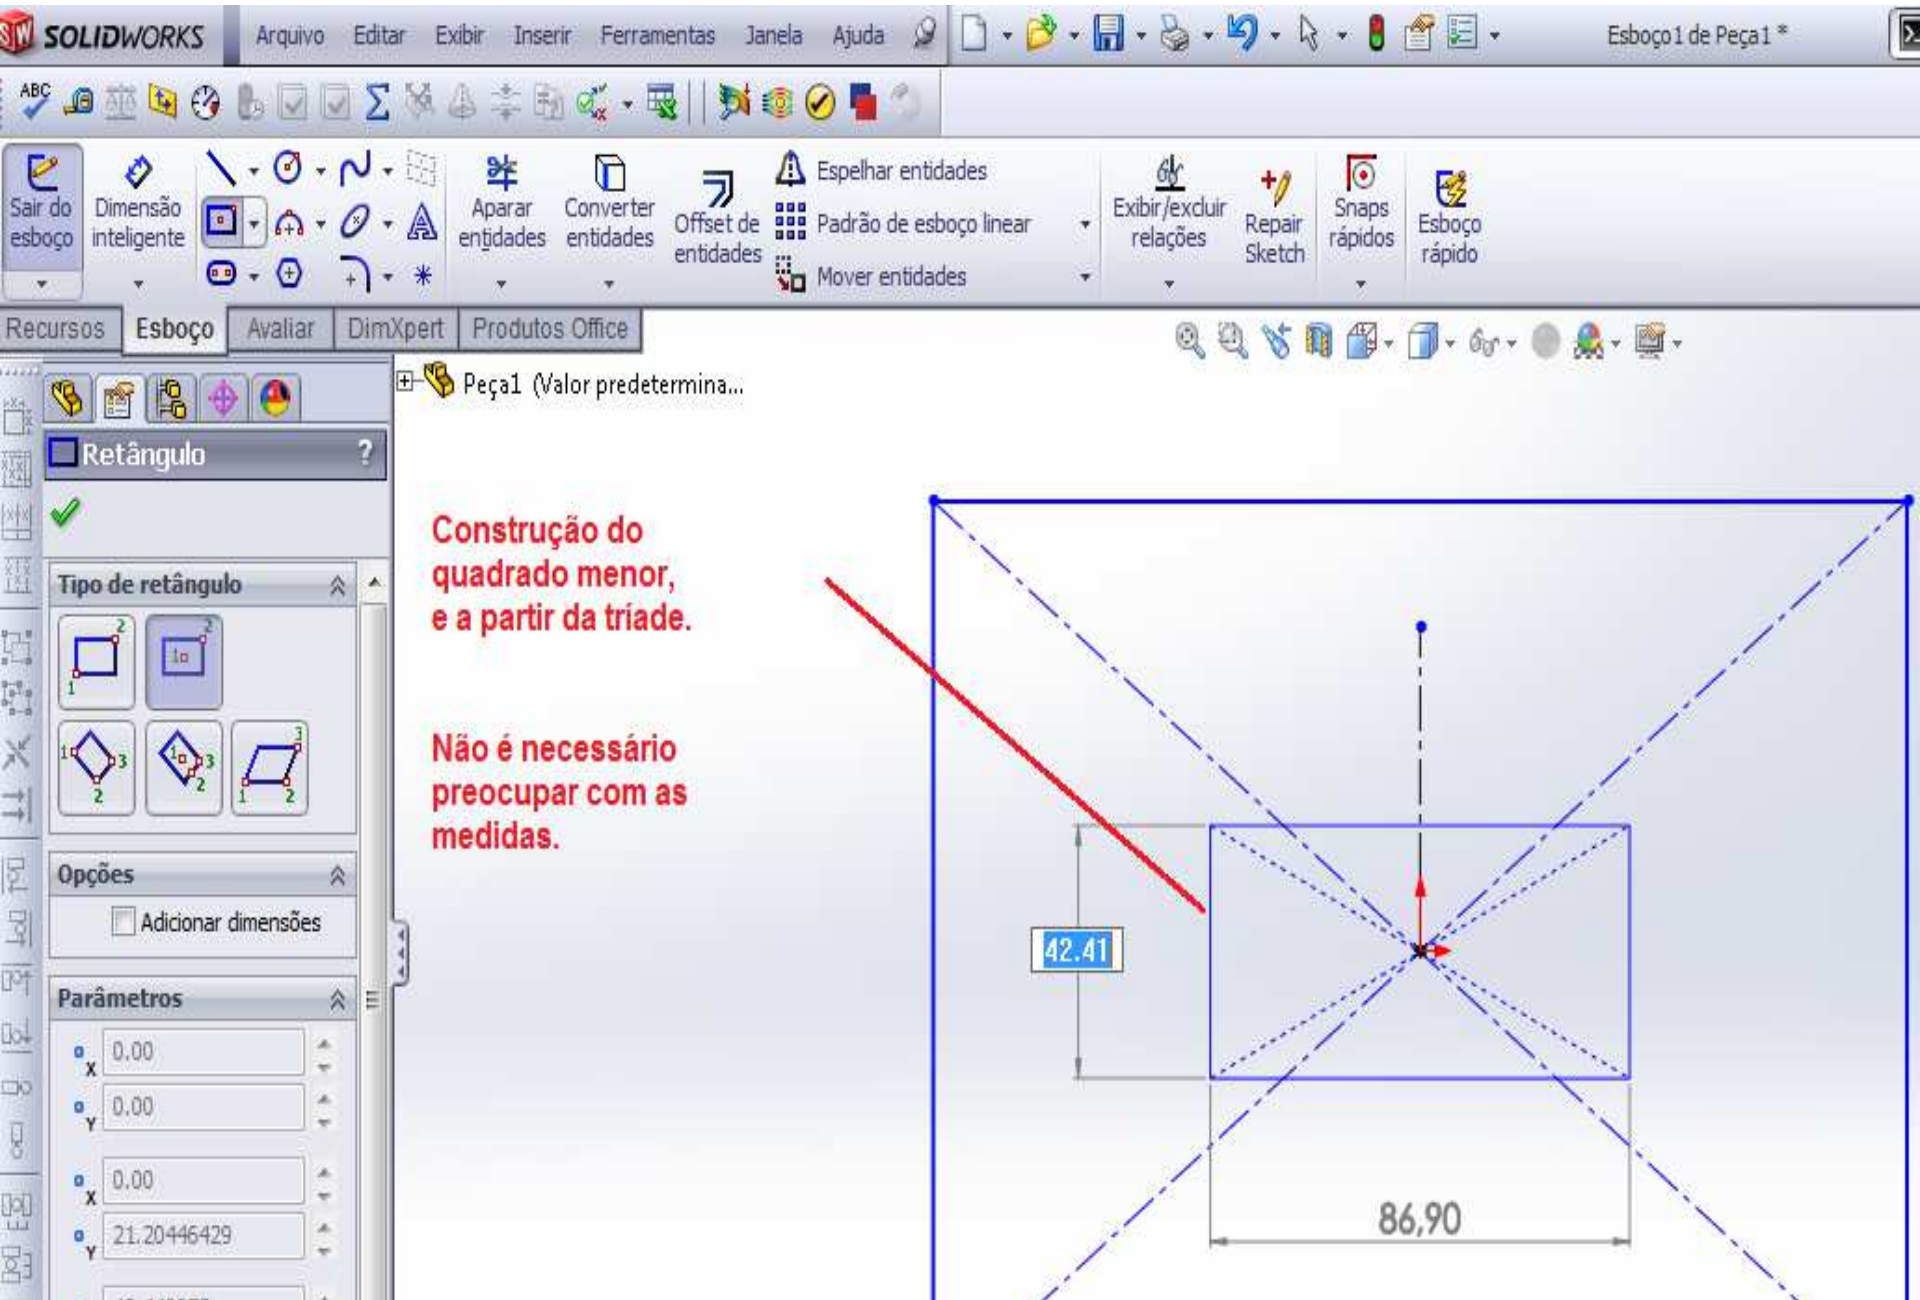 SW SOLIDWORKS Arquivo Editar Exibir Inserir Ferramentas Janela Ajuda Esboço1 de Peça1 *
ABC
Sair do esboço
Dimensão inteligente
Aparar entidades
Converter entidades
Offset de entidades
Espelhar entidades
Padrão de esboço linear
Mover entidades
Exibir/excluir relações
Repair Sketch
Snaps rápidos
Esboço rápido
Recursos Esboço Avaliar DimXpert Produtos Office
Peça1 (Valor predetermina...
Retângulo ?
Tipo de retângulo
Opções
Adicionar dimensões
Parâmetros
x 0.00
Y 0.00
x 0.00
Y 21.20446429
Construção do
quadrado menor,
e a partir da tríade.
Não é necessário
preocupar com as
medidas.
42.41
86,90